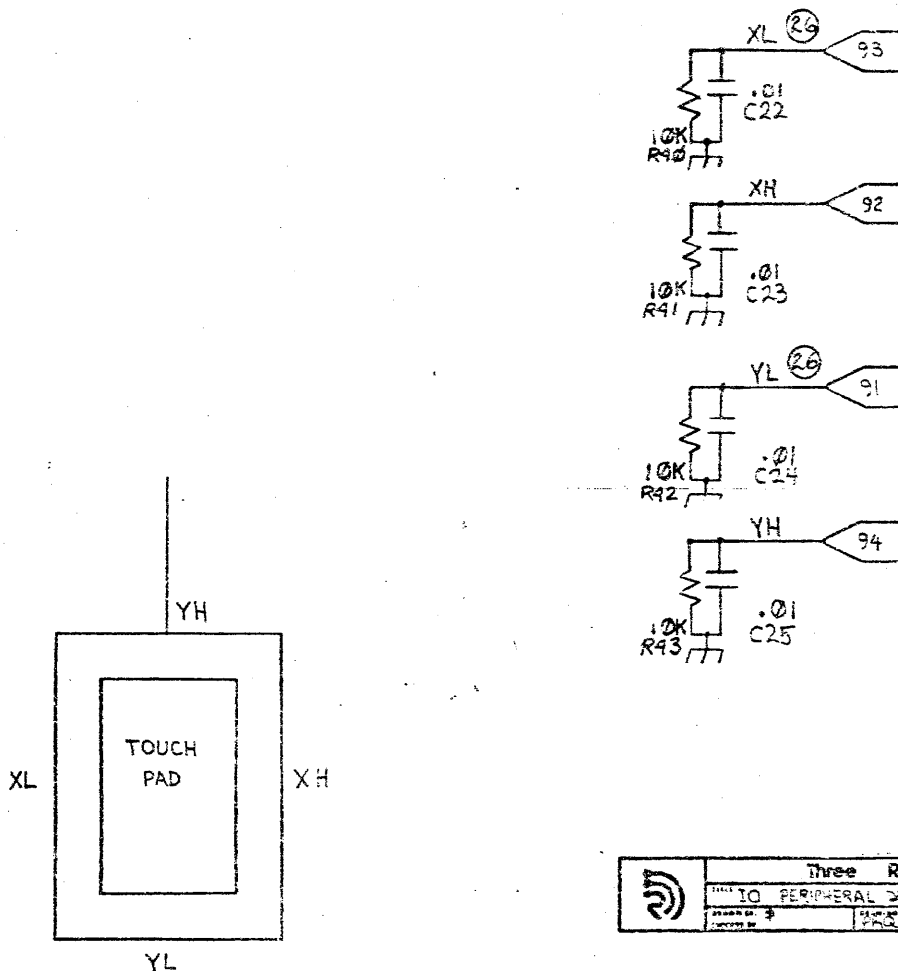 XL 26
93
.01
C22
10K
R40
XH
92
.01
C23
10K
R41
YL 26
91
.01
C24
10K
R42
YH
94
.01
C25
10K
R43
YH
TOUCH
PAD
XL
XH
YL
Three R
IO PERIPHERAL